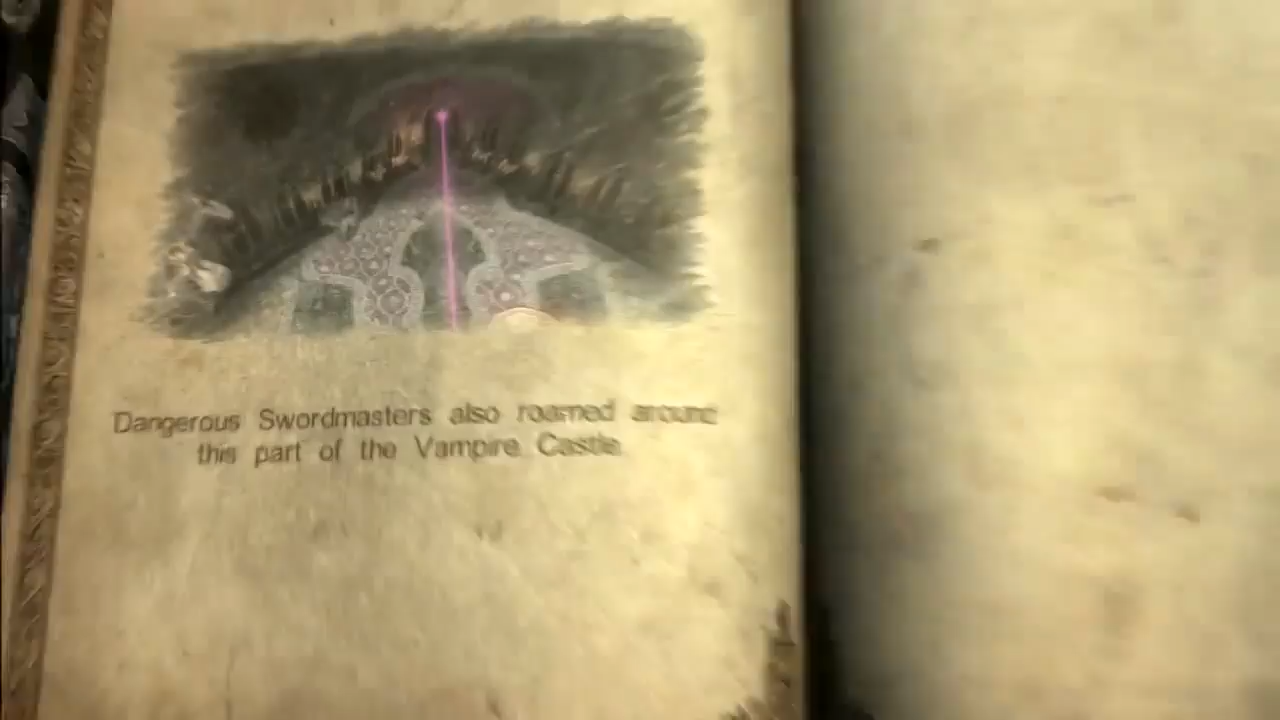 Dangerous Swordmasters also roamed around
this part of the Vampire Castle.